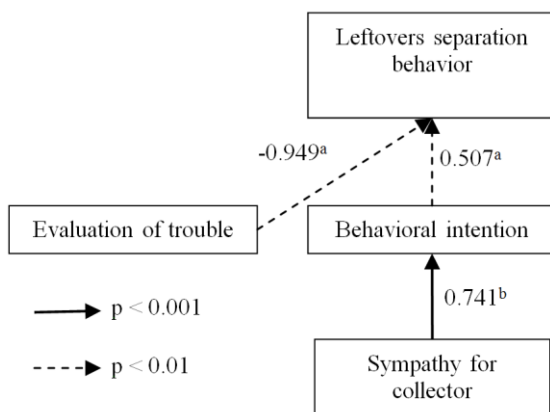 Leftovers separation
behavior
-0.949ᵃ
0.507ᵃ
Evaluation of trouble
Behavioral intention
p < 0.001
0.741ᵇ
p < 0.01
Sympathy for
collector